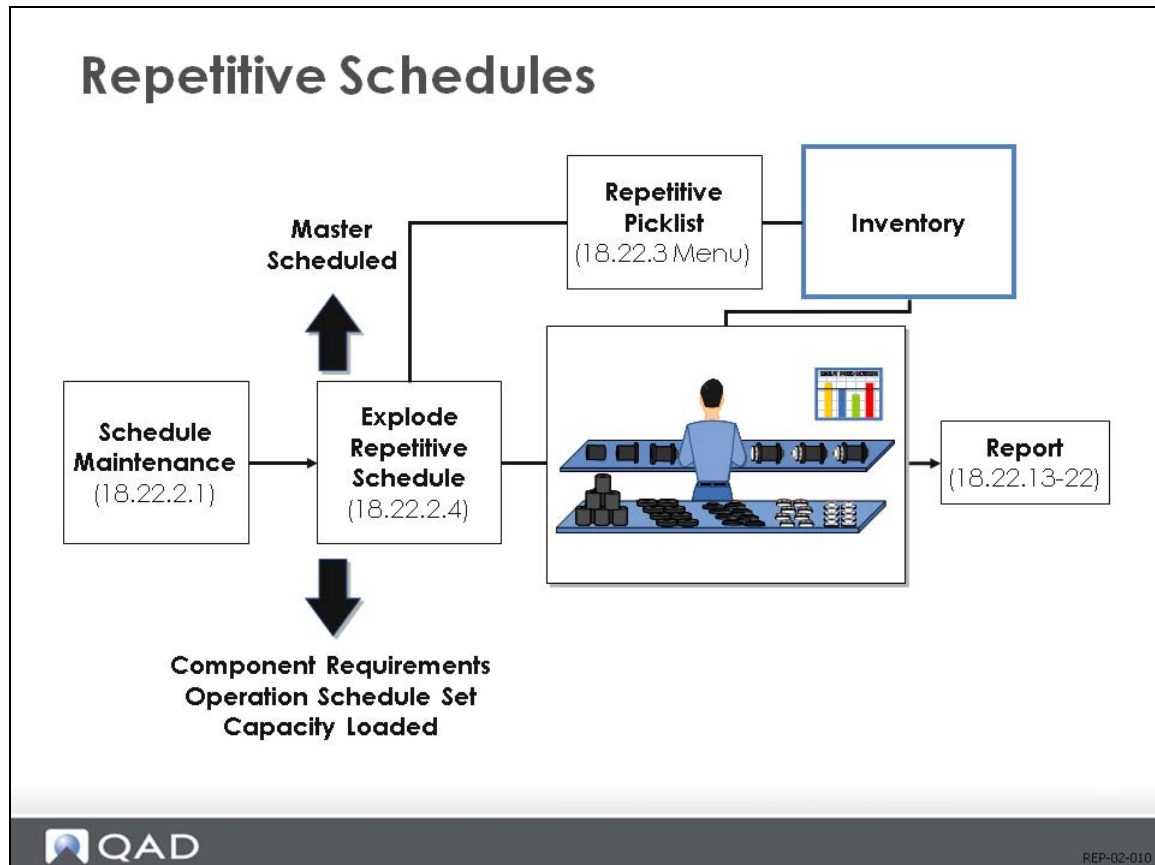 Repetitive Schedules
Repetitive
Picklist
(18.22.3 Menu)
Inventory
Master
Scheduled
Schedule
Maintenance
(18.22.2.1)
Explode
Repetitive
Schedule
(18.22.2.4)
Report
(18.22.13-22)
Component Requirements
Operation Schedule Set
Capacity Loaded
QAD
REP-02-010